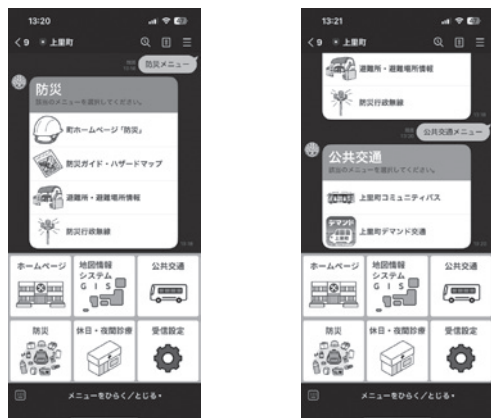 13:20
9 上里町
防災メニュー
防災
該当のメニューを選択してください。
町ホームページ「防災」
防災ガイド・ハザードマップ
避難所・避難場所情報
防災行政無線
ホームページ
地図情報
システム
GIS
公共交通
防災
休日・夜間診療
受信設定
メニューをひらく/とじる
13:21
9 上里町
避難所・避難場所情報
防災行政無線
公共交通メニュー
公共交通
該当のメニューを選択してください。
上里町コミュニティバス
デマンド
上里町デマンド交通
ホームページ
地図情報
システム
GIS
公共交通
防災
休日・夜間診療
受信設定
メニューをひらく/とじる